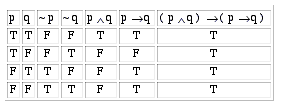 p q ~p ~q p ∧ q p → q ( p ∧ q ) → ( p → q )
T T F F T T T
T F F T F F T
F T T F F T T
F F T T F T T